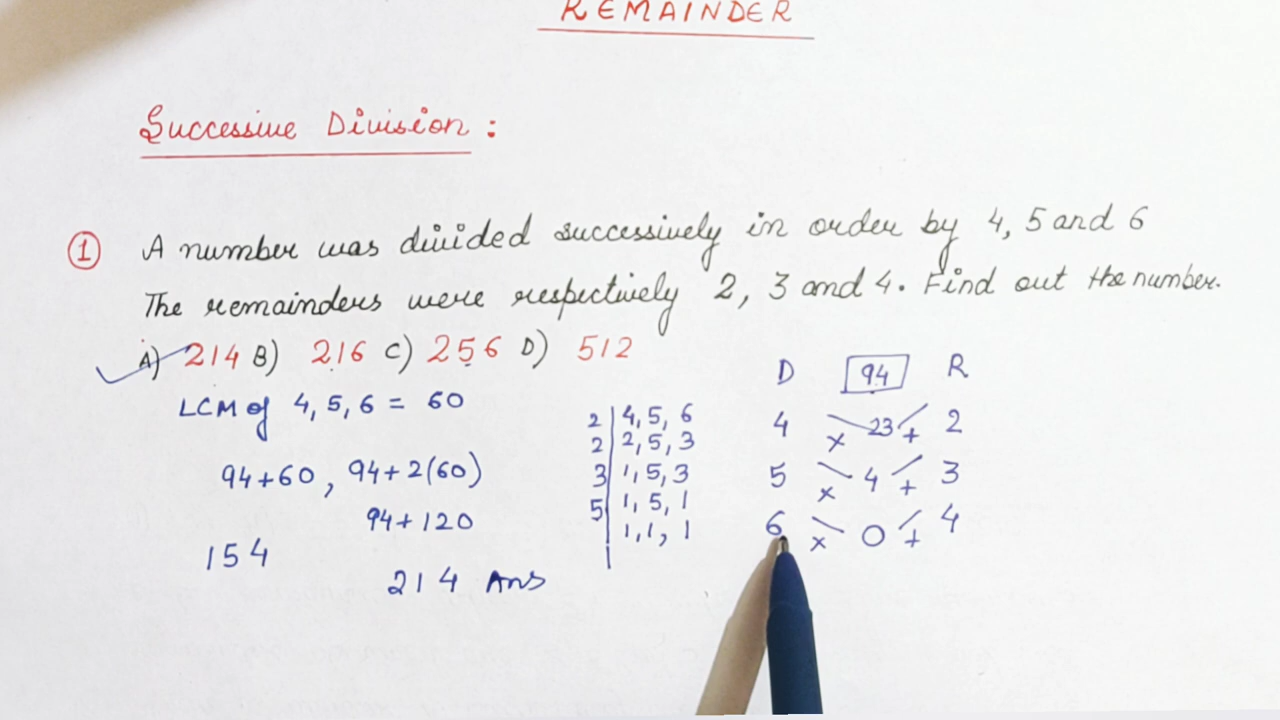 REMAINDER
Successive Division :
① A number was divided successively in order by 4, 5 and 6
The remainders were respectively 2, 3 and 4. Find out the number.
A) 214 B) 216 C) 256 D) 512
LCM of 4, 5, 6 = 60
94+60, 94+2(60)
94+120
154
214 Ans
2 | 4, 5, 6
2 | 2, 5, 3
3 | 1, 5, 3
5 | 1, 5, 1
| 1, 1, 1
D 94 R
4 × 23 + 2
5 × 4 + 3
6 × 0 + 4